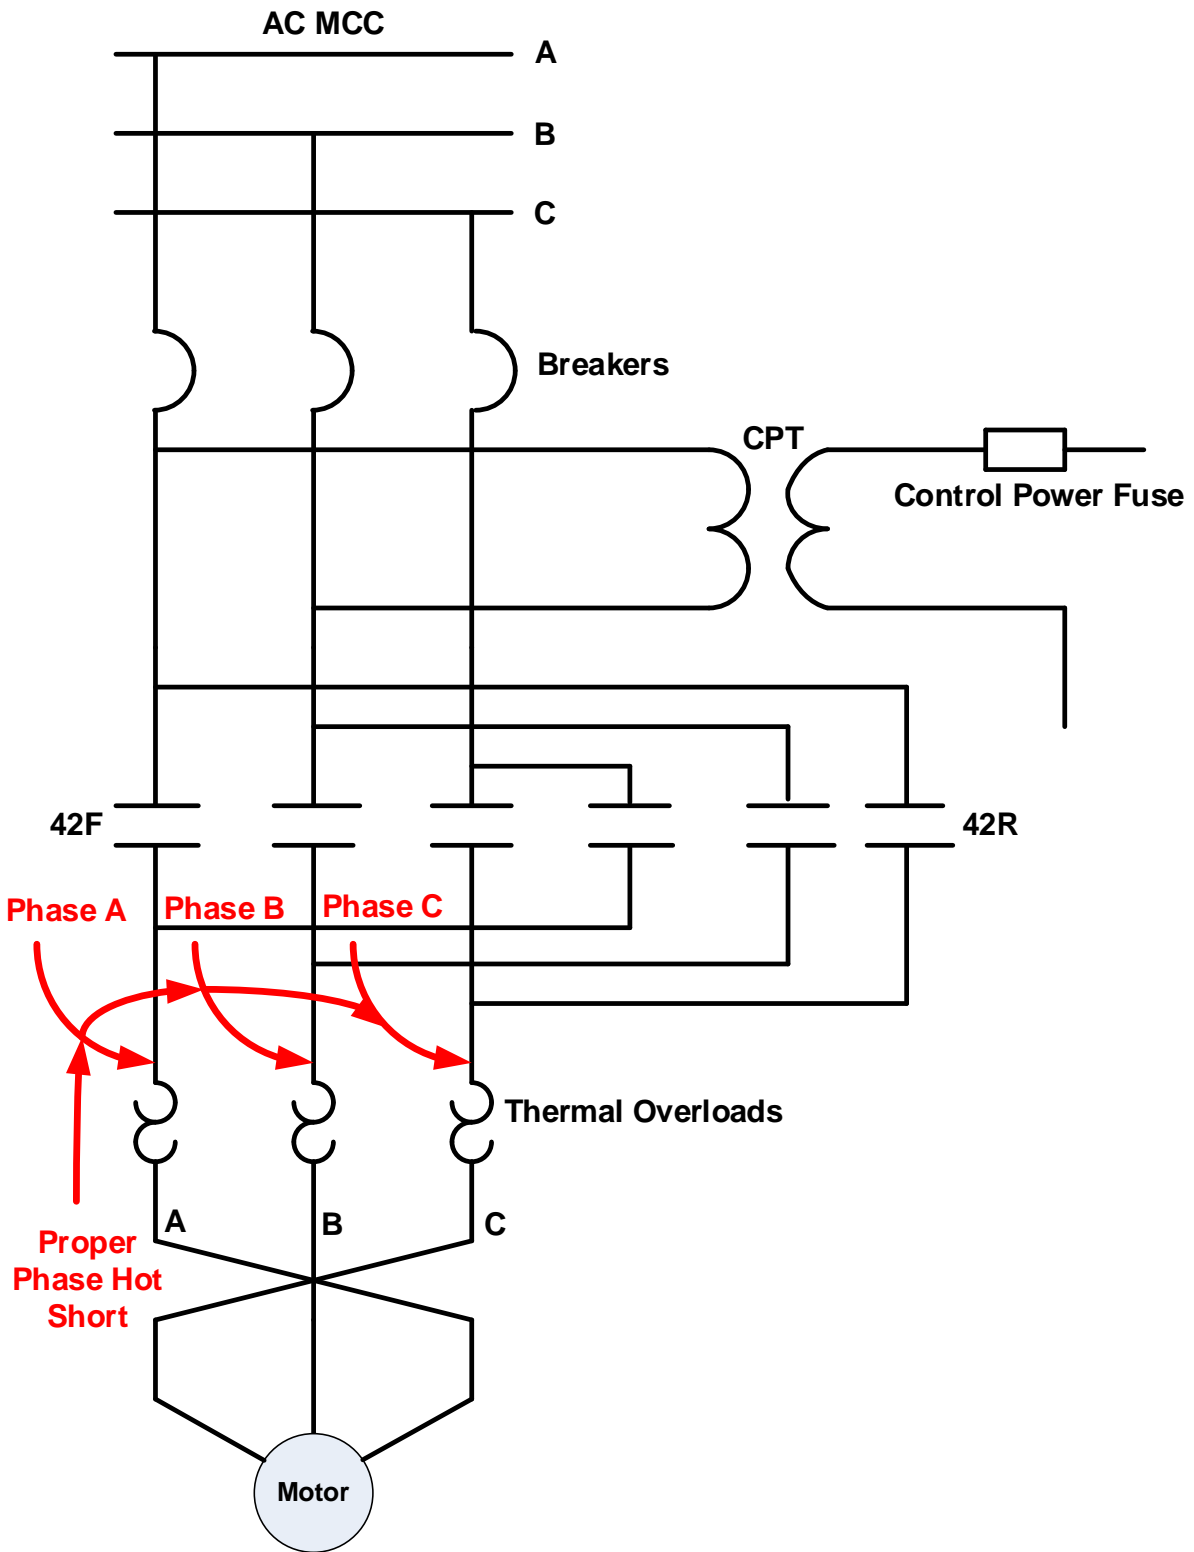 AC MCC
A
B
C
Breakers
CPT
Control Power Fuse
42F
42R
Phase A
Phase B
Phase C
Thermal Overloads
A
B
C
Proper
Phase Hot
Short
Motor